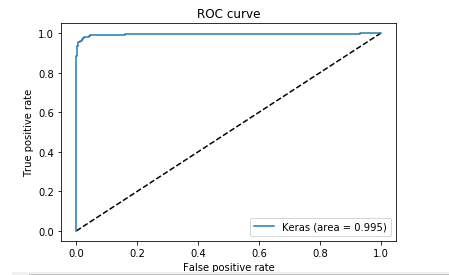 ROC curve
1.0
0.8
0.6
0.4
0.2
0.0
True positive rate
Keras (area = 0.995)
0.0 0.2 0.4 0.6 0.8 1.0
False positive rate